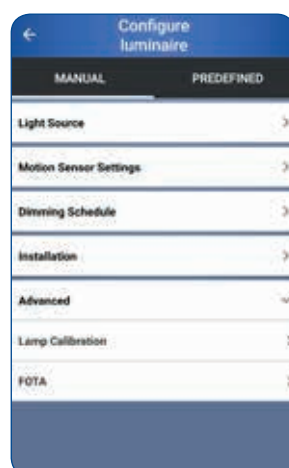 Configure
luminaire
MANUAL PREDEFINED
Light Source
Motion Sensor Settings
Dimming Schedule
Installation
Advanced
Lamp Calibration
FOTA